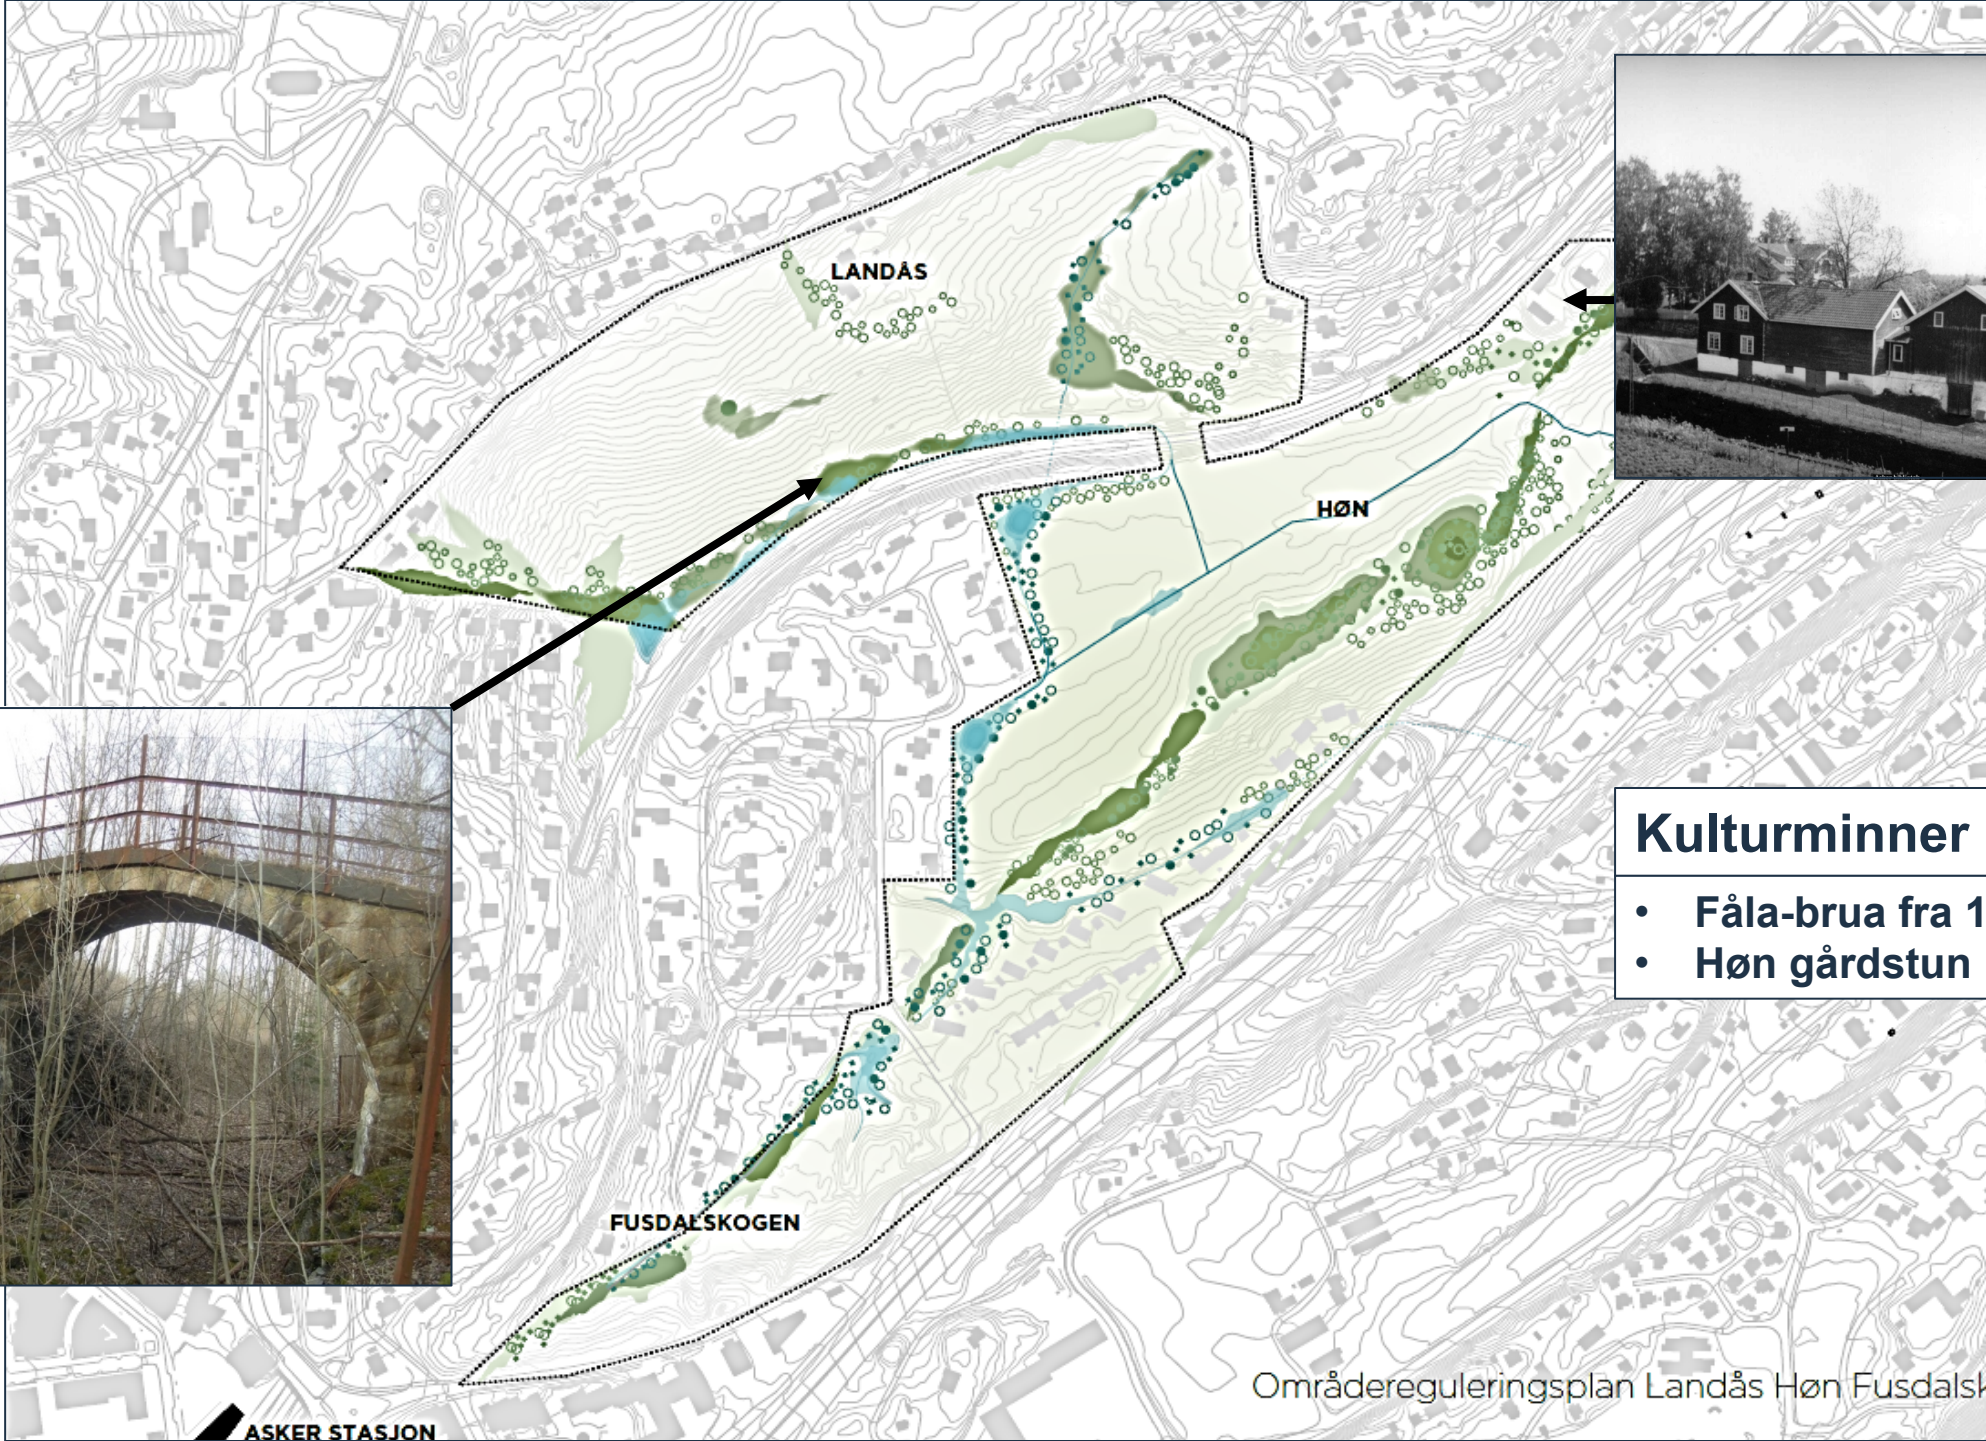 LANDÅS
HØN
Kulturminner
• Fåla-brua fra 1
• Høn gårdstun
FUSDALSKOGEN
Områdereguleringsplan Landås Høn Fusdalsk
ASKER STASJON